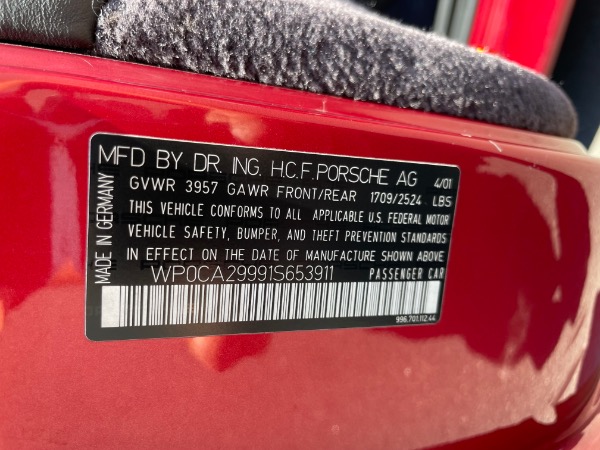 MFD BY DR. ING. H.C.F.PORSCHE AG 4/01
GVWR 3957 GAWR FRONT/REAR 1709/2524 LBS
THIS VEHICLE CONFORMS TO ALL APPLICABLE U.S. FEDERAL MOTOR
VEHICLE SAFETY, BUMPER, AND THEFT PREVENTION STANDARDS
IN EFFECT ON THE DATE OF MANUFACTURE SHOWN ABOVE
WP0CA29991S653911 PASSENGER CAR
996.701.112.44
MADE IN GERMANY